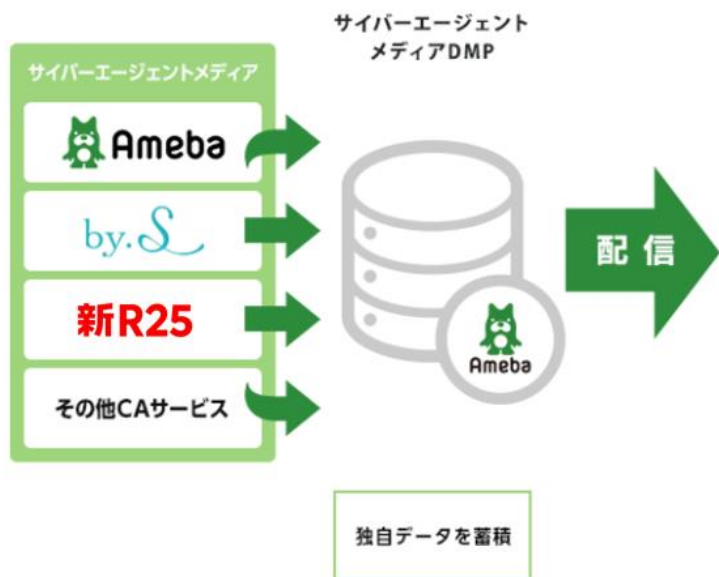 サイバーエージェント
メディアDMP
サイバーエージェントメディア
Ameba
by.S
新R25
その他CAサービス
Ameba
配信
独自データを蓄積